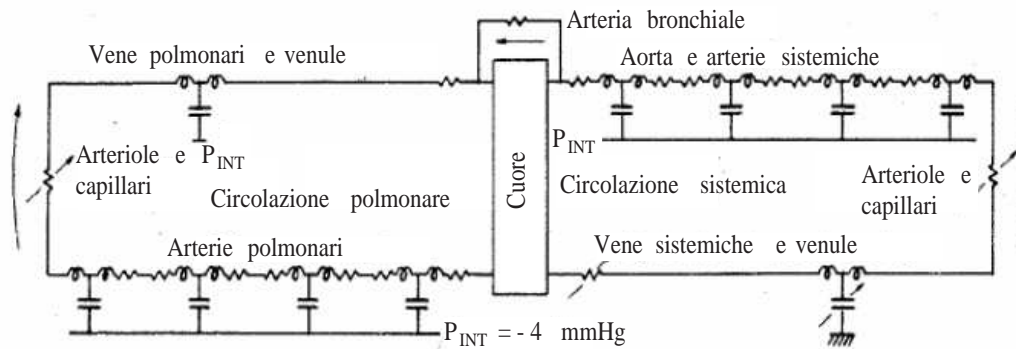 Arteria bronchiale
Vene polmonari e venule
Aorta e arterie sistemiche
P_INT
Arteriole e
capillari
P_INT
Circolazione polmonare
Cuore
Circolazione sistemica
Arteriole e
capillari
Arterie polmonari
Vene sistemiche e venule
P_INT = - 4 mmHg